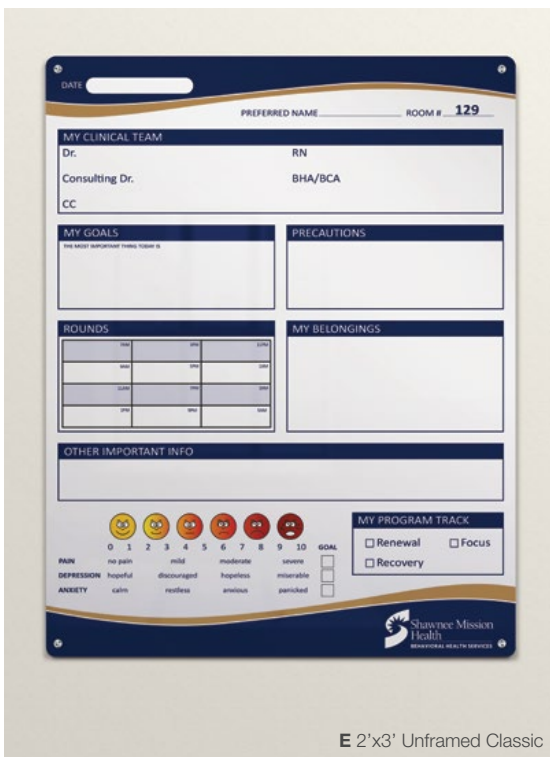 DATE
PREFERRED NAME ROOM # 129
MY CLINICAL TEAM
Dr. RN
Consulting Dr. BHA/BCA
CC
MY GOALS PRECAUTIONS
THE MOST IMPORTANT THING TODAY IS
ROUNDS MY BELONGINGS
OTHER IMPORTANT INFO
MY PROGRAM TRACK
Renewal Focus
Recovery
0 1 2 3 4 5 6 7 8 9 10 GOAL
PAIN no pain mild moderate severe
DEPRESSION hopeful discouraged hopeless miserable
ANXIETY calm restless anxious panicked
Shawnee Mission
Health
BEHAVIORAL HEALTH SERVICES
E 2'x3' Unframed Classic